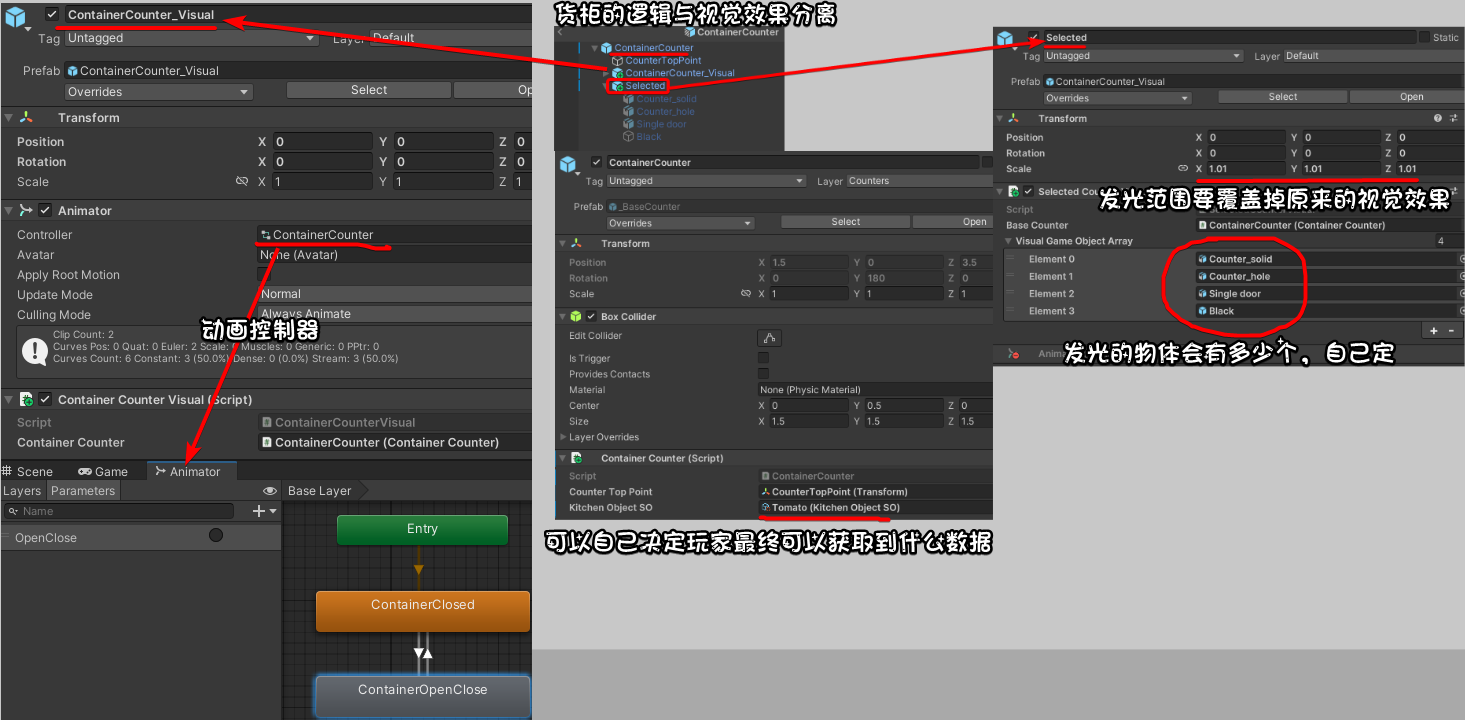 ContainerCounter_Visual
Tag Untagged Layer Default
Prefab ContainerCounter_Visual
Overrides Select Op
Transform
Position X 0 Y 0 Z 0
Rotation X 0 Y 0 Z 0
Scale X 1 Y 1 Z 1
Animator
Controller ContainerCounter
Avatar None (Avatar)
Apply Root Motion
Update Mode Normal
Culling Mode Always Animate
动画控制器
Clip Count: 2
Curves Pos: 0 Quat: 0 Euler: 2 Scale: 0 Muscles: 0 Generic: 0 PPtr: 0
Curves Count: 6 Constant: 3 (50.0%) Dense: 0 (0.0%) Stream: 3 (50.0%)
Container Counter Visual (Script)
Script ContainerCounterVisual
Container Counter ContainerCounter (Container Counter)
Scene Game Animator
Layers Parameters Base Layer
Name
OpenClose
Entry
ContainerClosed
ContainerOpenClose
货柜的逻辑与视觉效果分离
ContainerCounter
ContainerCounter
CounterTopPoint
ContainerCounter_Visual
Selected
Counter_solid
Counter_hole
Single door
Black
ContainerCounter
Tag Untagged Layer Counters
Prefab _BaseCounter
Overrides Select Open
Transform
Position X 1.5 Y 0 Z 3.5
Rotation X 0 Y 180 Z 0
Scale X 1 Y 1 Z 1
Box Collider
Edit Collider
Is Trigger
Provides Contacts
Material None (Physic Material)
Center X 0 Y 0.5 Z 0
Size X 1.5 Y 1.5 Z 1.5
Layer Overrides
Container Counter (Script)
Script ContainerCounter
Counter Top Point CounterTopPoint (Transform)
Kitchen Object SO Tomato (Kitchen Object SO)
可以自己决定玩家最终可以获取到什么数据
Selected Static
Tag Untagged Layer Default
Prefab ContainerCounter_Visual
Overrides Select Open
Transform
Position X 0 Y 0 Z 0
Rotation X 0 Y 0 Z 0
Scale X 1.01 Y 1.01 Z 1.01
Selected Cou
发光范围要覆盖掉原来的视觉效果
Script
Base Counter ContainerCounter (Container Counter)
Visual Game Object Array 4
Element 0 Counter_solid
Element 1 Counter_hole
Element 2 Single door
Element 3 Black
+ -
Anima
发光的物体会有多少个，自己定